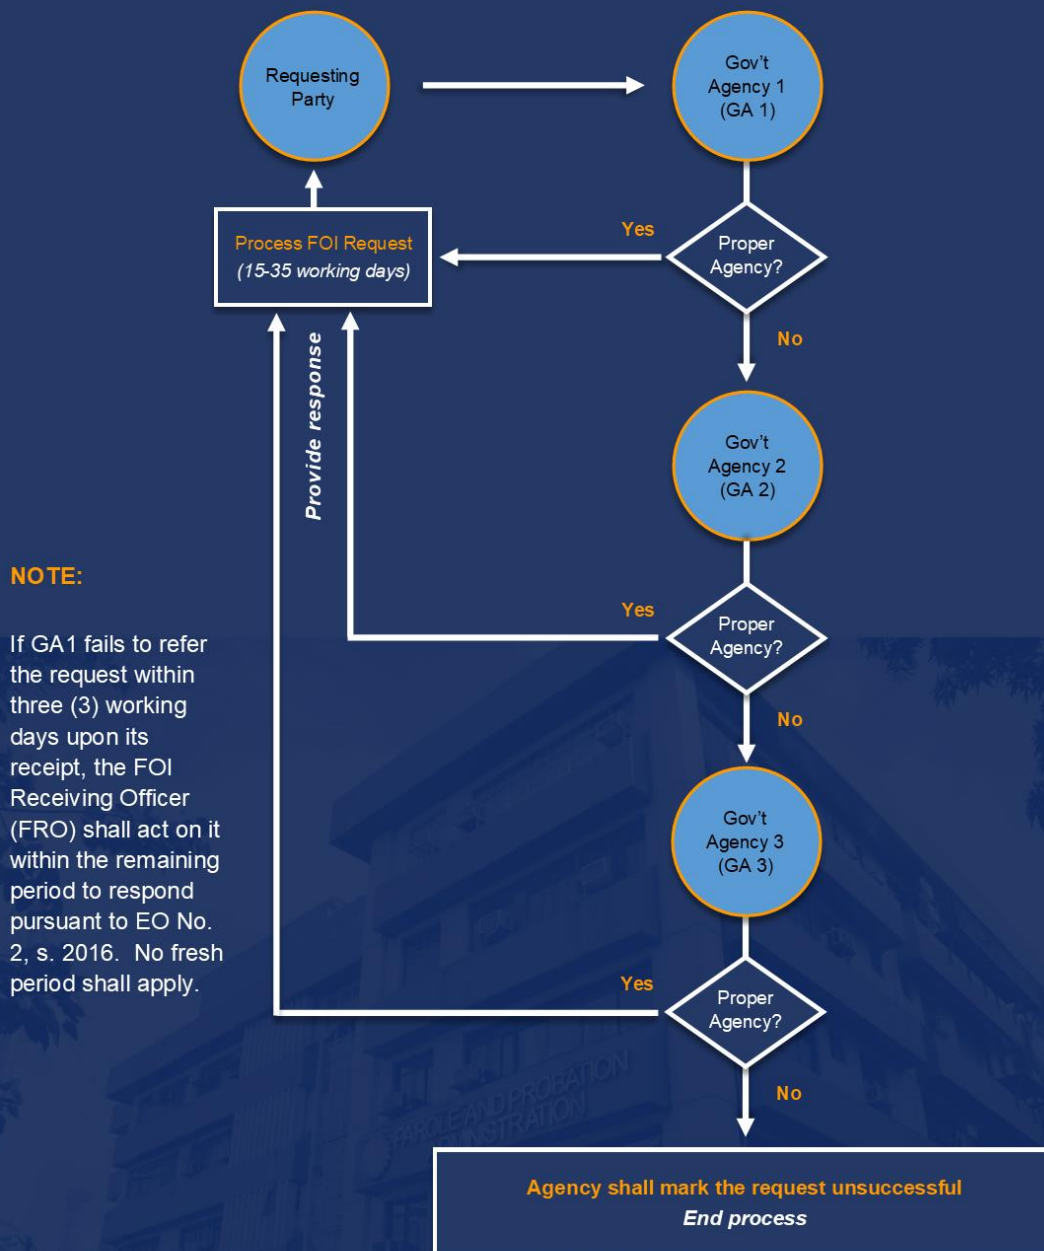 Requesting
Party
Gov't
Agency 1
(GA 1)
Process FOI Request
(15-35 working days)
Yes
Proper
Agency?
No
Provide response
Gov't
Agency 2
(GA 2)
NOTE:
If GA1 fails to refer
the request within
three (3) working
days upon its
receipt, the FOI
Receiving Officer
(FRO) shall act on it
within the remaining
period to respond
pursuant to EO No.
2, s. 2016.  No fresh
period shall apply.
Yes
Proper
Agency?
No
Gov't
Agency 3
(GA 3)
Yes
Proper
Agency?
No
PAROLE AND PROBATION
ADMINISTRATION
Agency shall mark the request unsuccessful
End process